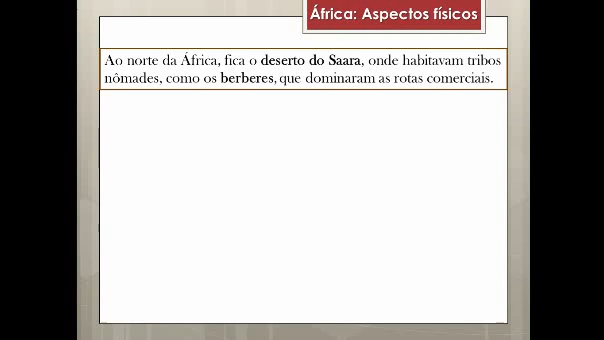 África: Aspectos físicos
Ao norte da África, fica o deserto do Saara, onde habitavam tribos
nômades, como os berberes, que dominaram as rotas comerciais.